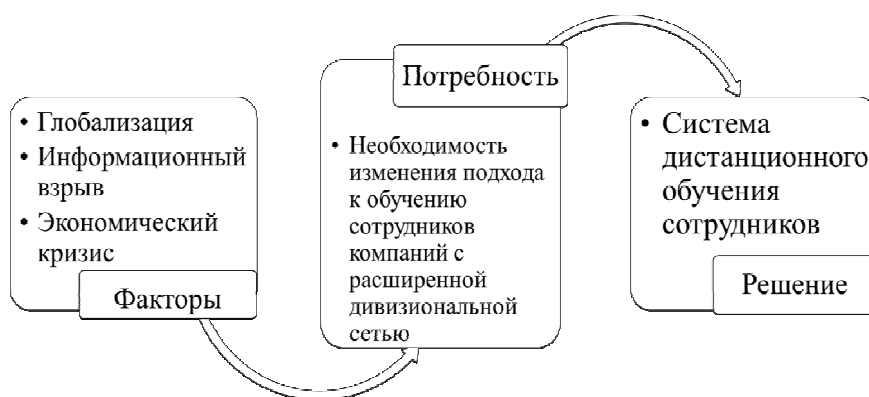 • Глобализация
• Информационный
взрыв
• Экономический
кризис
Факторы
Потребность
• Необходимость
изменения подхода
к обучению
сотрудников
компаний с
расширенной
дивизиональной
сетью
• Система
дистанционного
обучения
сотрудников
Решение